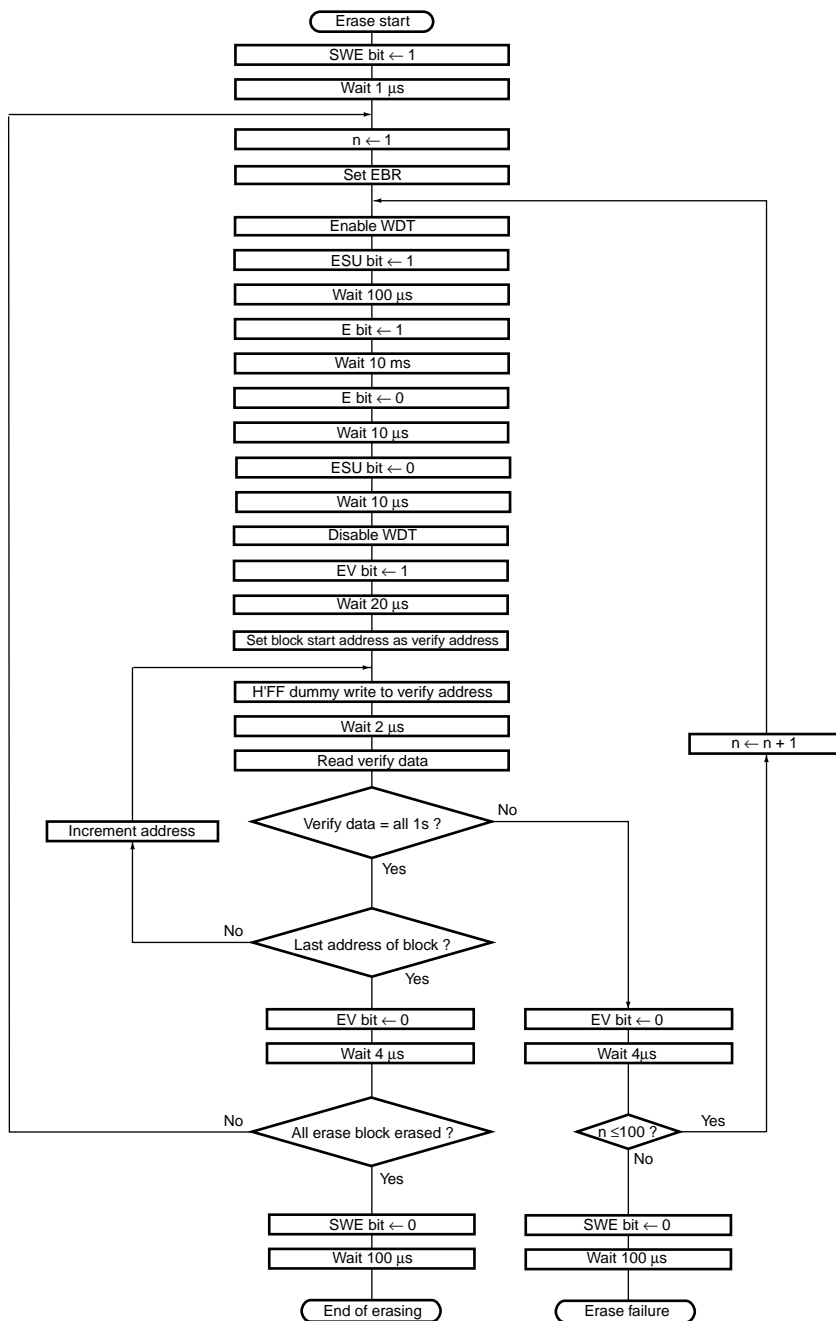 Erase start
SWE bit ← 1
Wait 1 µs
n ← 1
Set EBR
Enable WDT
ESU bit ← 1
Wait 100 µs
E bit ← 1
Wait 10 ms
E bit ← 0
Wait 10 µs
ESU bit ← 0
Wait 10 µs
Disable WDT
EV bit ← 1
Wait 20 µs
Set block start address as verify address
H'FF dummy write to verify address
Wait 2 µs
Read verify data
n ← n + 1
Increment address
Verify data = all 1s ?
No
Yes
No
Last address of block ?
Yes
EV bit ← 0
EV bit ← 0
Wait 4 µs
Wait 4µs
No
All erase block erased ?
Yes
n ≤100 ?
Yes
No
SWE bit ← 0
SWE bit ← 0
Wait 100 µs
Wait 100 µs
End of erasing
Erase failure